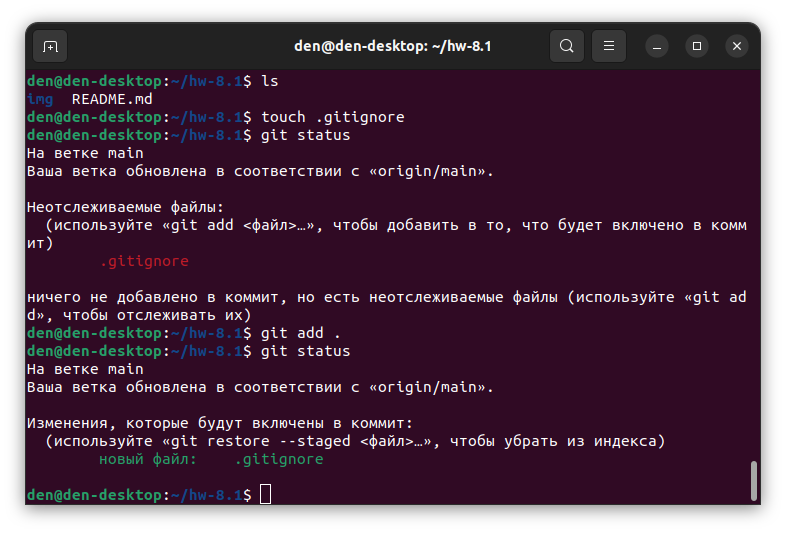 den@den-desktop: ~/hw-8.1
den@den-desktop:~/hw-8.1$ ls
img  README.md
den@den-desktop:~/hw-8.1$ touch .gitignore
den@den-desktop:~/hw-8.1$ git status
На ветке main
Ваша ветка обновлена в соответствии с «origin/main».
Неотслеживаемые файлы:
  (используйте «git add <файл>…», чтобы добавить в то, что будет включено в комм
ит)
        .gitignore
ничего не добавлено в коммит, но есть неотслеживаемые файлы (используйте «git ad
d», чтобы отслеживать их)
den@den-desktop:~/hw-8.1$ git add .
den@den-desktop:~/hw-8.1$ git status
На ветке main
Ваша ветка обновлена в соответствии с «origin/main».
Изменения, которые будут включены в коммит:
  (используйте «git restore --staged <файл>…», чтобы убрать из индекса)
        новый файл:    .gitignore
den@den-desktop:~/hw-8.1$